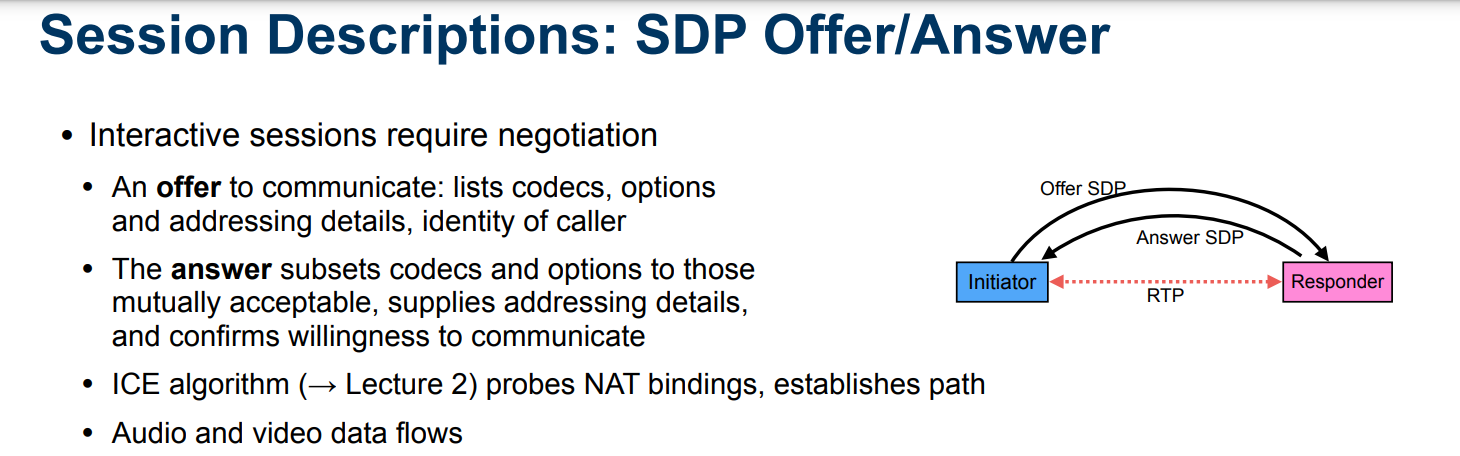 Session Descriptions: SDP Offer/Answer
• Interactive sessions require negotiation
• An offer to communicate: lists codecs, options
and addressing details, identity of caller
• The answer subsets codecs and options to those
mutually acceptable, supplies addressing details,
and confirms willingness to communicate
• ICE algorithm (→ Lecture 2) probes NAT bindings, establishes path
• Audio and video data flows
Offer SDP
Answer SDP
Initiator
Responder
RTP